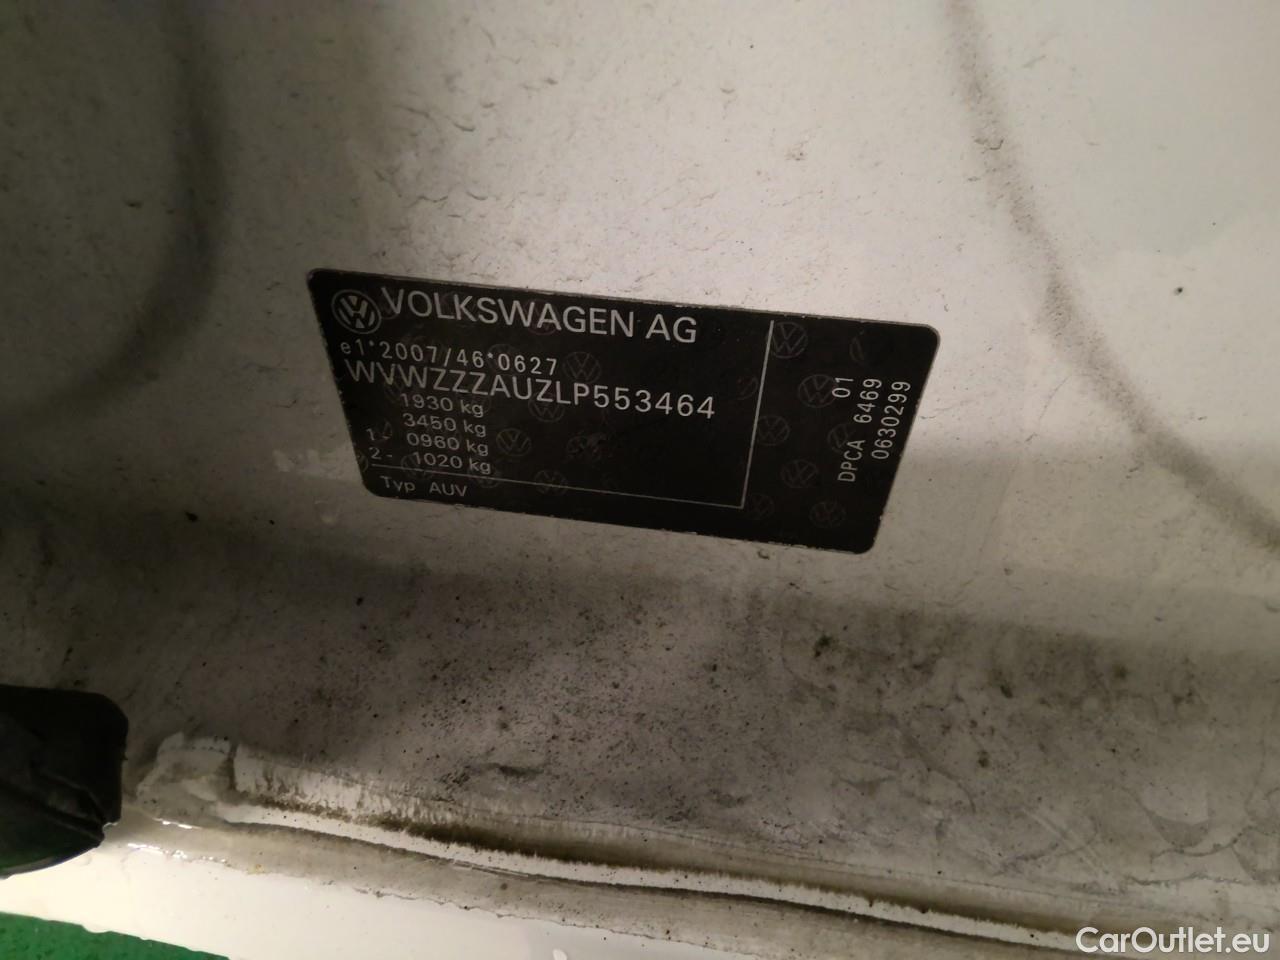 VOLKSWAGEN AG
e1*2007/46*0627
WVWZZZAUZLP553464
1930 kg
3450 kg
1- 0960 kg
2- 1020 kg
Typ AUV
01
DPCA 6469
0630299
CarOutlet.eu